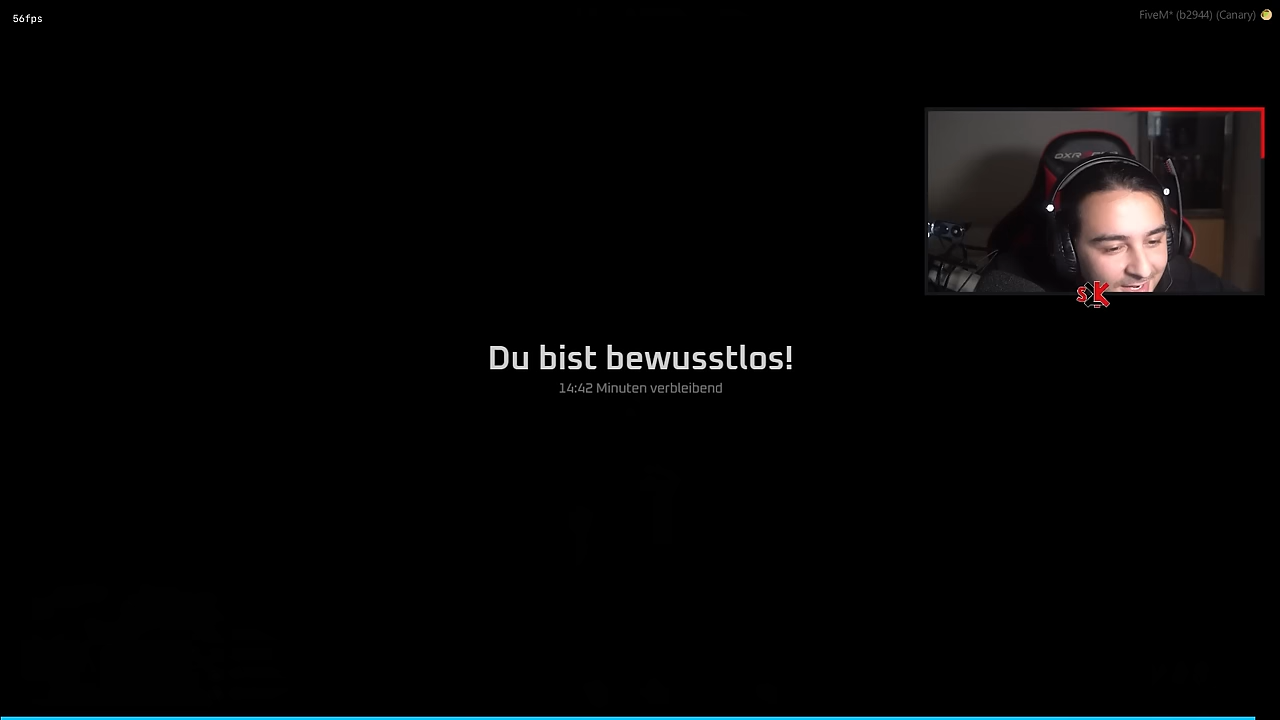 56fps
FiveM* (b2944) (Canary)
Du bist bewusstlos!
14:42 Minuten verbleibend